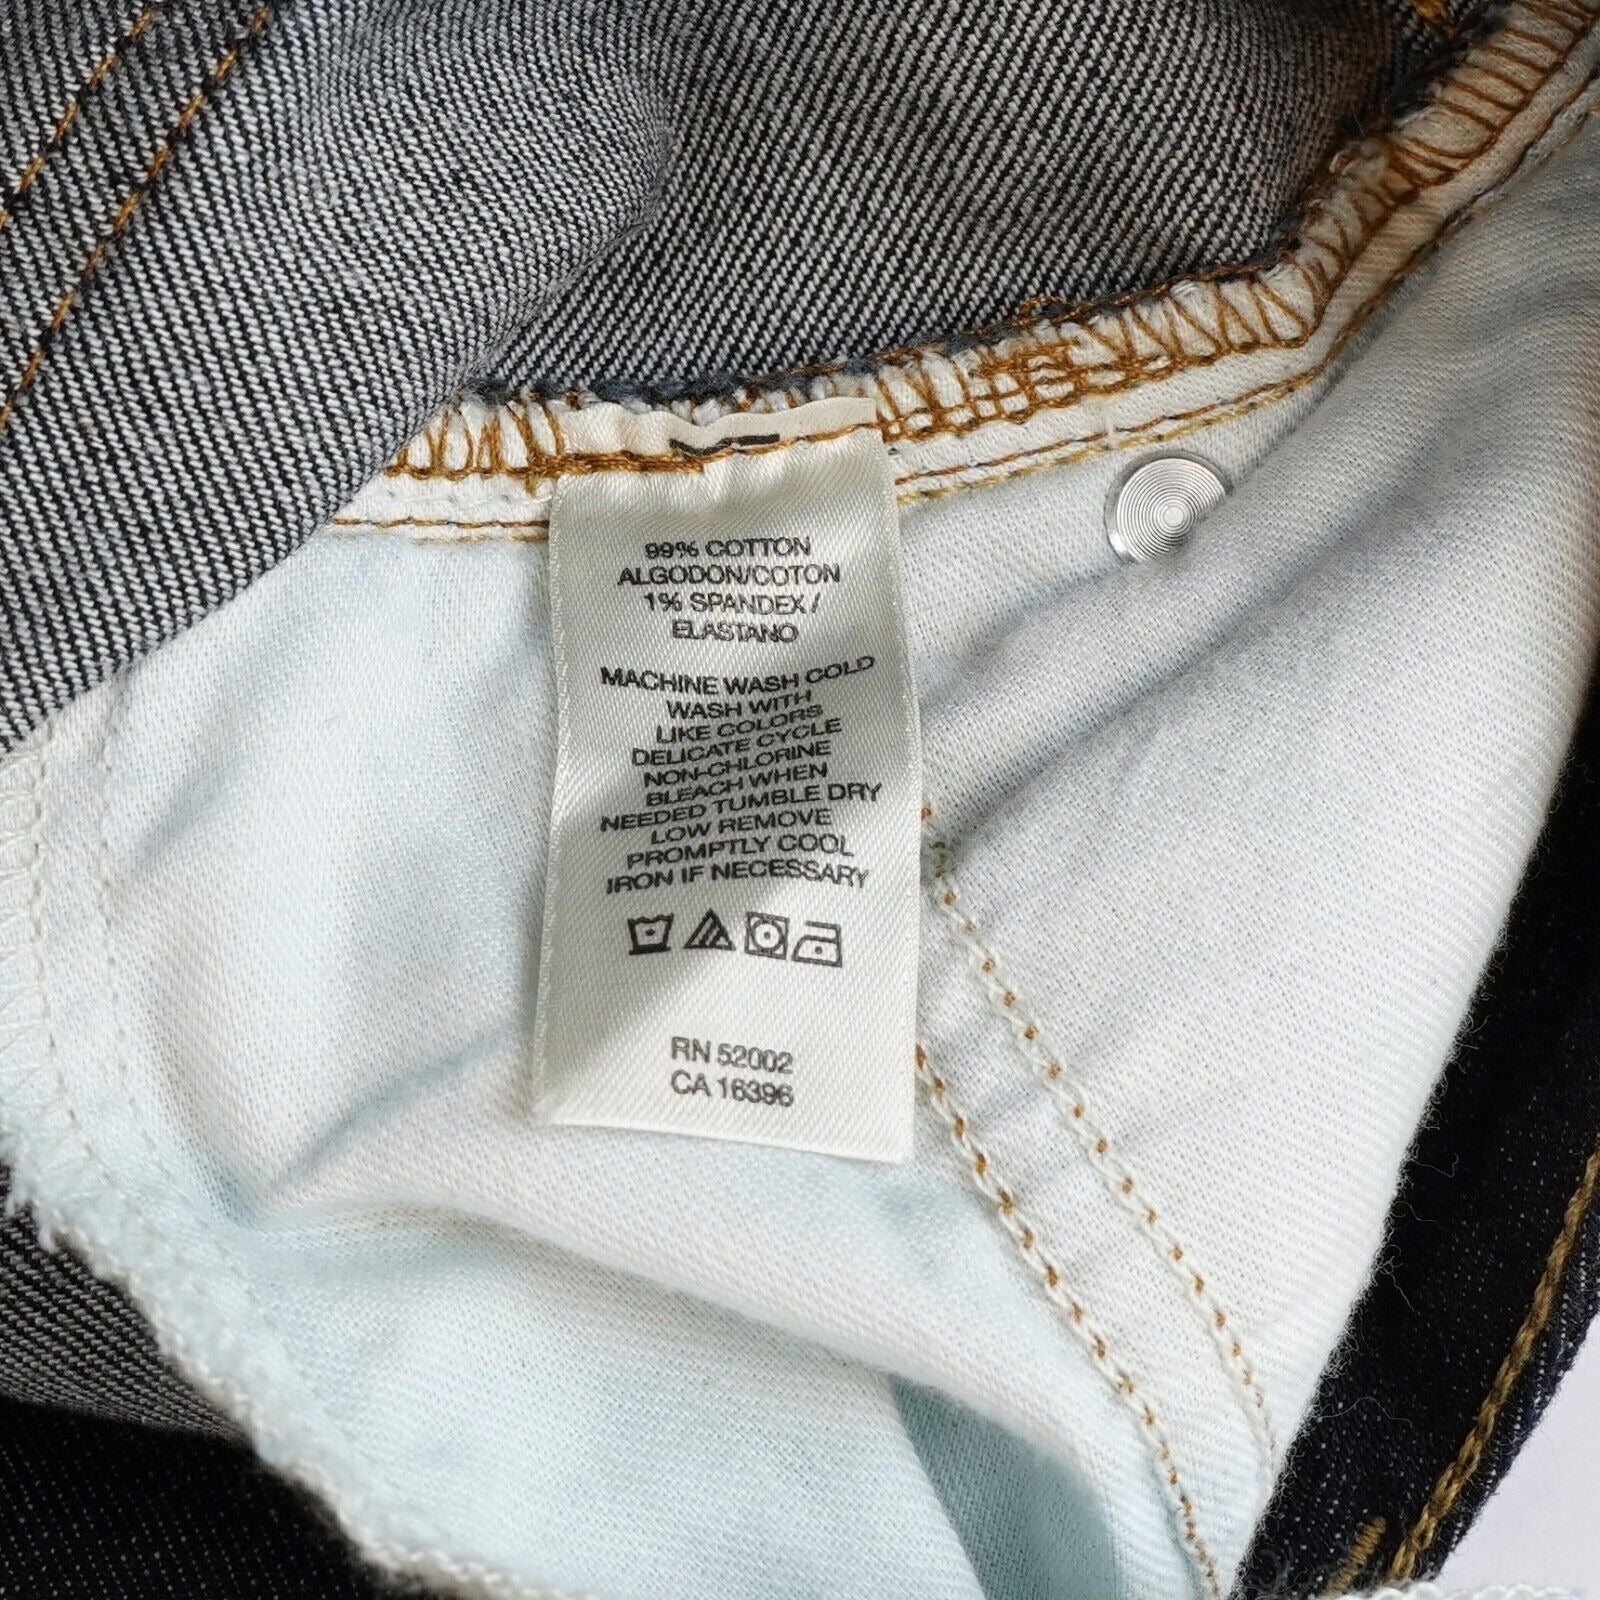 99% COTTON
ALGODON/COTON
1% SPANDEX/
ELASTANO
MACHINE WASH COLD
WASH WITH
LIKE COLORS
DELICATE CYCLE
NON-CHLORINE
BLEACH WHEN
NEEDED TUMBLE DRY
LOW REMOVE
PROMPTLY COOL
IRON IF NECESSARY
RN 52002
CA 16396